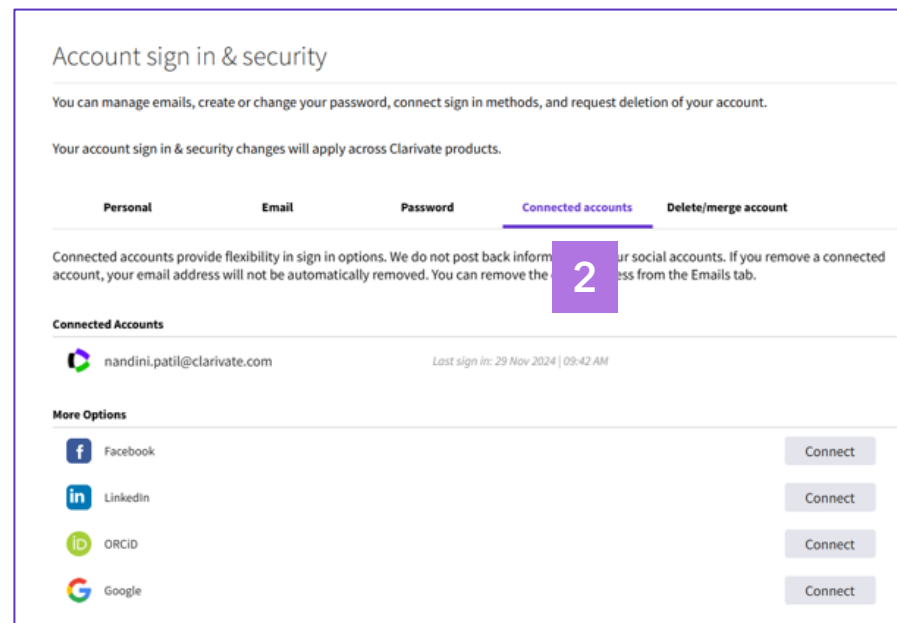 Account sign in & security
You can manage emails, create or change your password, connect sign in methods, and request deletion of your account.
Your account sign in & security changes will apply across Clarivate products.
Personal Email Password Connected accounts Delete/merge account
Connected accounts provide flexibility in sign in options. We do not post back inform ur social accounts. If you remove a connected
account, your email address will not be automatically removed. You can remove the ess from the Emails tab.
2
Connected Accounts
nandini.patil@clarivate.com Last sign in: 29 Nov 2024 | 09:42 AM
More Options
Facebook Connect
LinkedIn Connect
ORCiD Connect
Google Connect